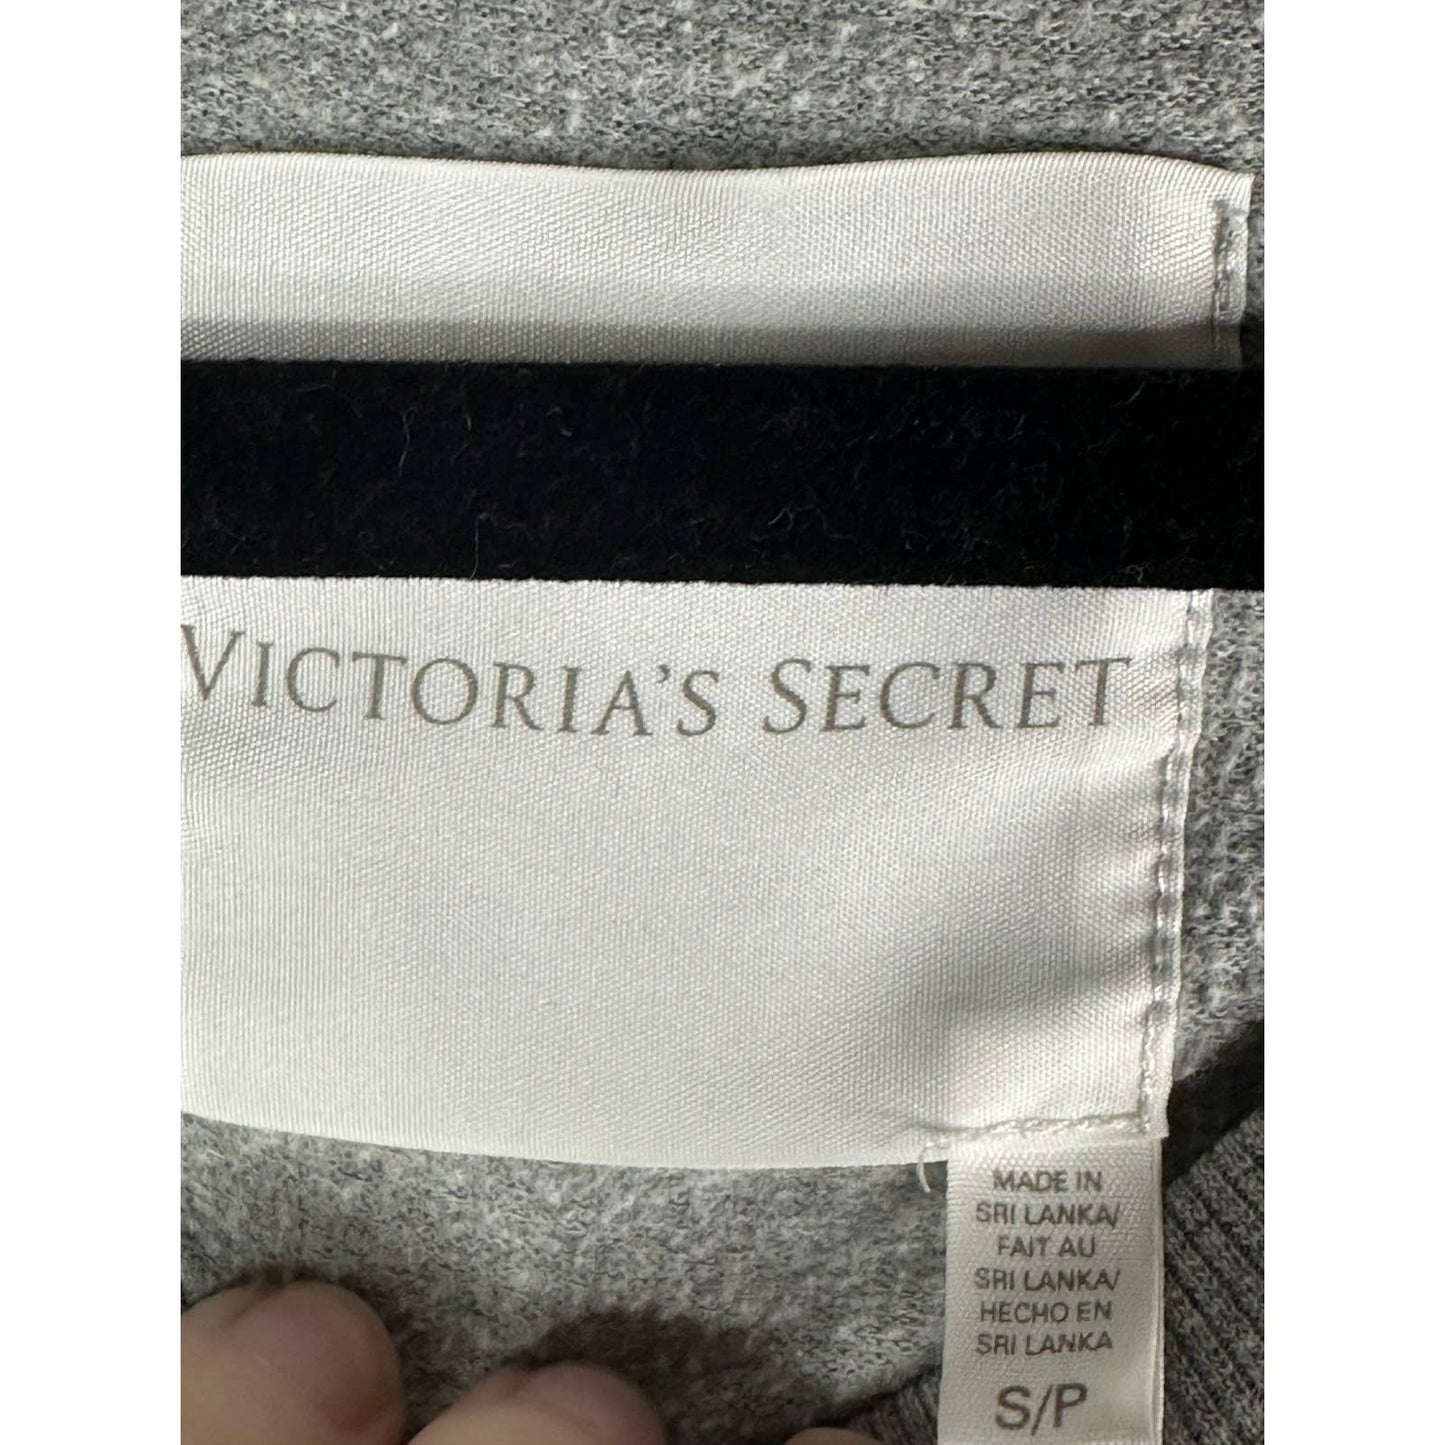 VICTORIA'S SECRET
MADE IN
SRI LANKA/
FAIT AU
SRI LANKA/
HECHO EN
SRI LANKA
S/P